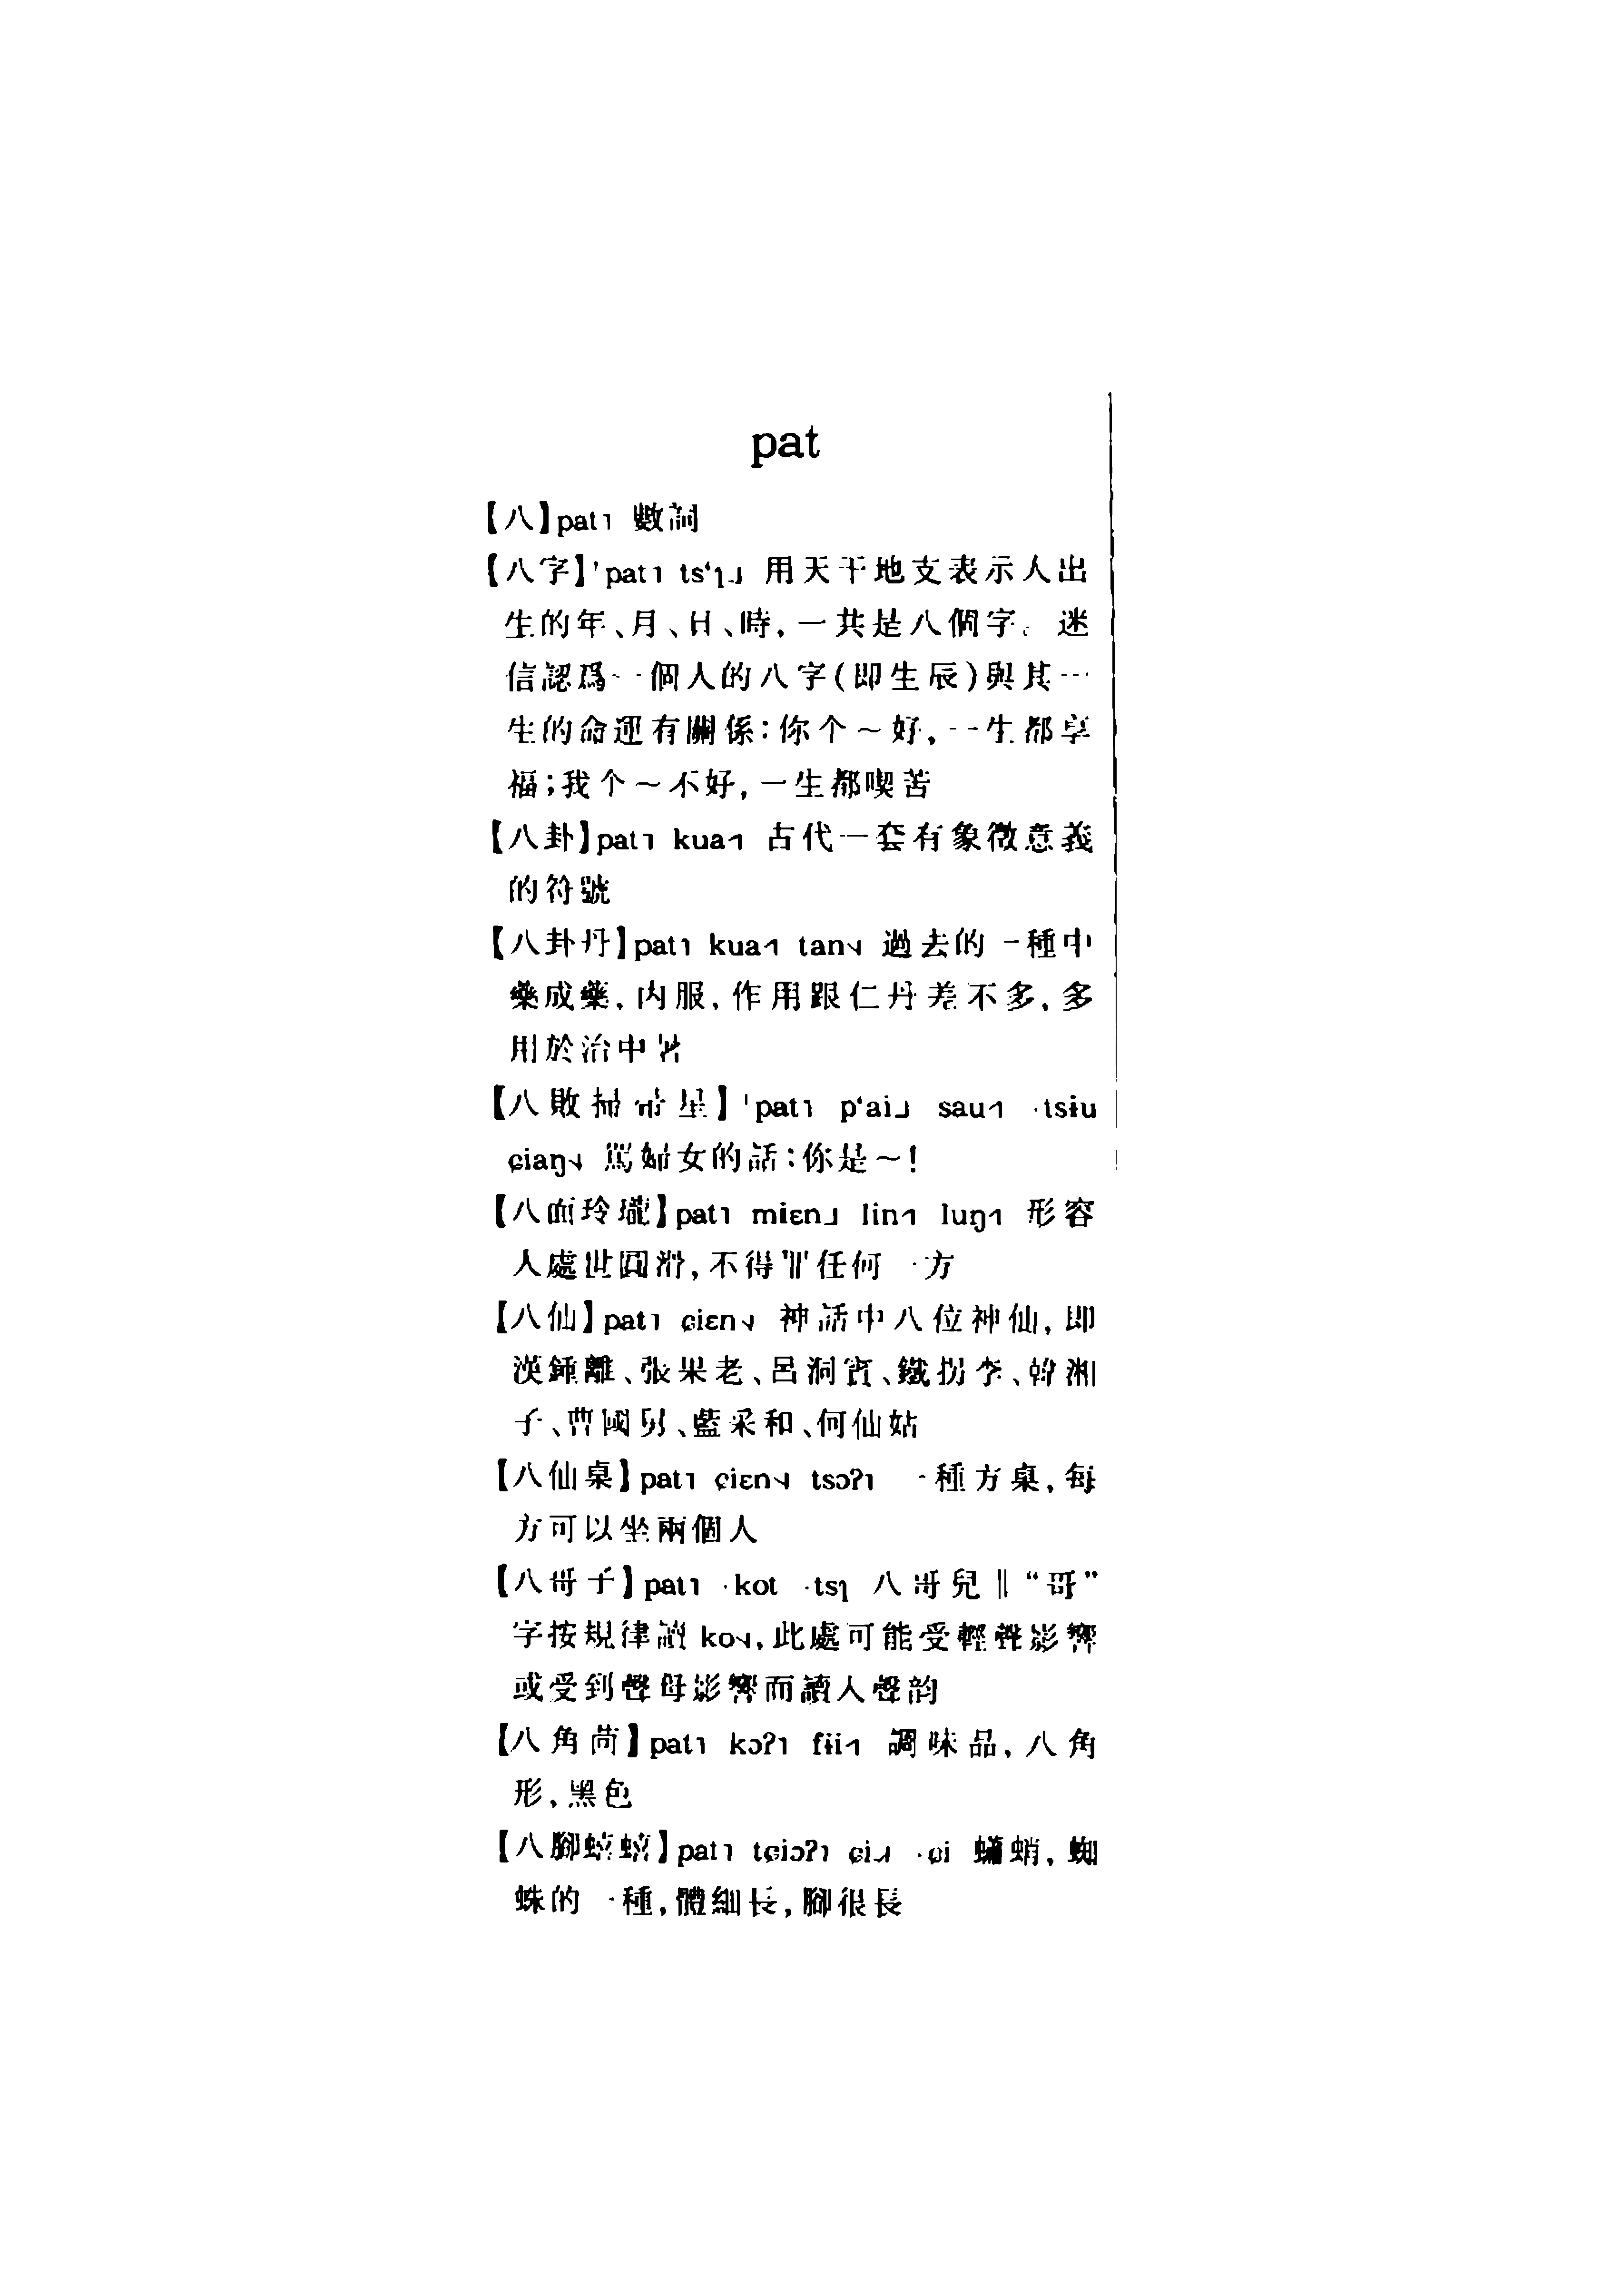 pat
【八】pat˥ 數詞
【八字】'pat˥ ts‘ɿ˩ 用天干地支表示人出
生的年、月、日、時，一共是八個字。迷
信認爲一個人的八字(即生辰)與其一
生的命運有關係：你个～好，一生都享
福；我个～不好，一生都喫苦
【八卦】pat˥ kua˧ 古代一套有象徵意義
的符號
【八卦丹】pat˥ kua˧ tan˨ 過去的一種中
藥成藥，内服，作用跟仁丹差不多，多
用於治中暑
【八敗掃帚星】'pat˥ p‘ai˩ sau˧ ·tsɨu
ɕiaŋ˨ 駡婦女的話：你是～！
【八面玲瓏】pat˥ miɛn˩ lin˧ luŋ˧ 形容
人處世圓滑，不得罪任何一方
【八仙】pat˥ ɕiɛn˨ 神話中八位神仙，即
漢鍾離、張果老、呂洞賓、鐵拐李、韓湘
子、曹國舅、藍采和、何仙姑
【八仙桌】pat˥ ɕiɛn˨ tsɔʔ˥ 一種方桌，每
方可以坐兩個人
【八哥子】pat˥ ·kot ·tsɿ 八哥兒‖“哥”
字按規律讀 ko˨，此處可能受輕聲影響
或受到聲母影響而讀入聲韵
【八角茴】pat˥ kɔʔ˥ fɨi˧ 調味品，八角
形，黑色
【八腳蟢蟢】pat˥ tɕiɔʔ˥ ɕi ·ɕi 蠨蛸，蜘
蛛的一種，體細長，腳很長